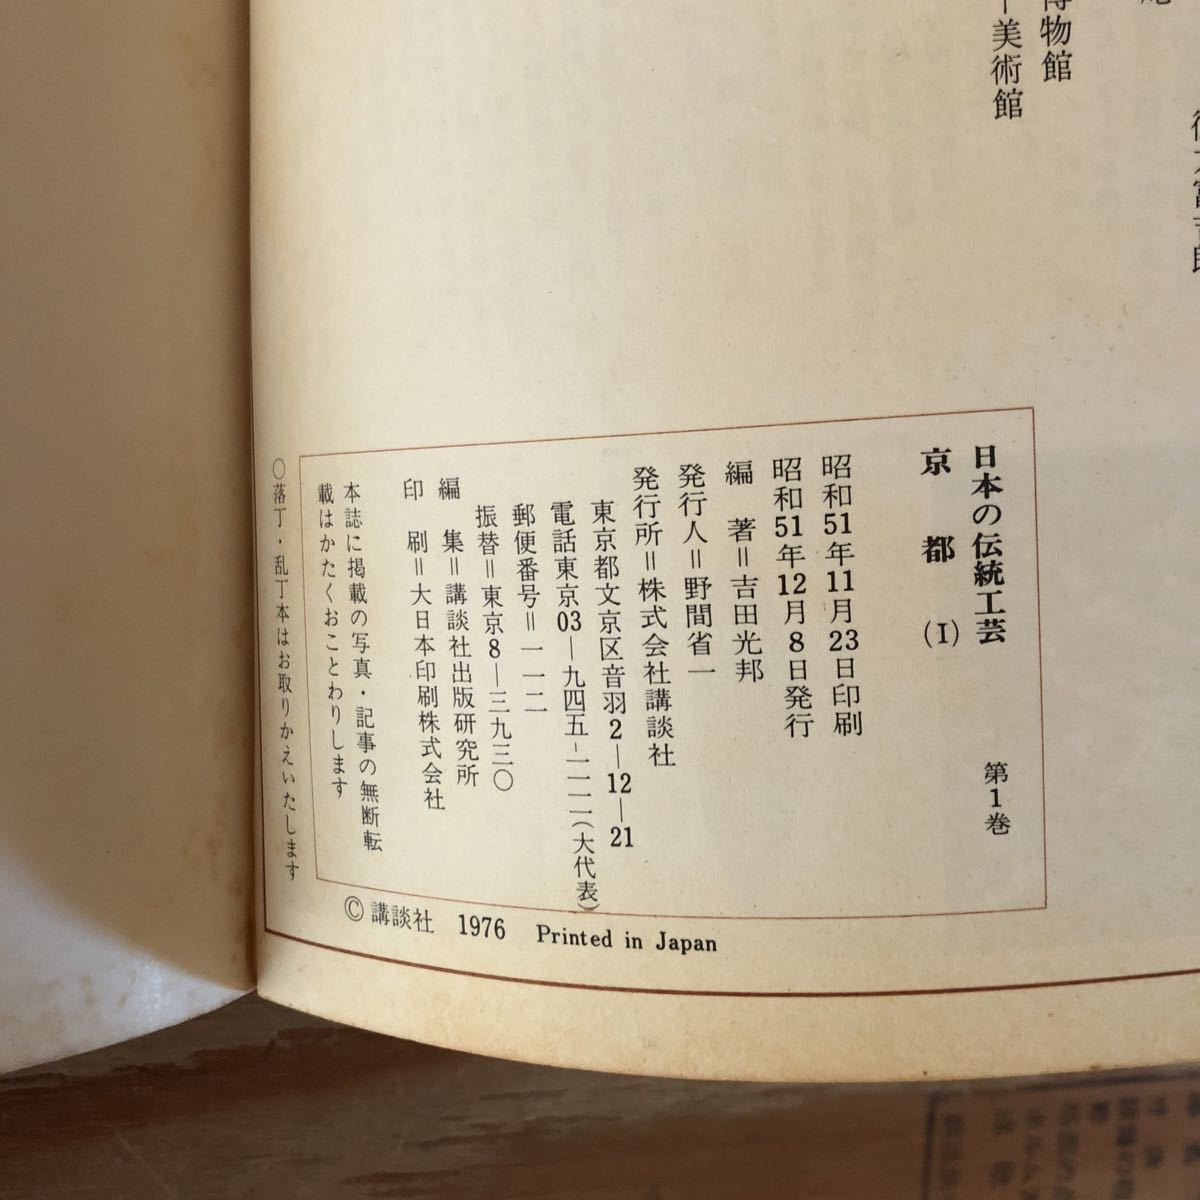 博物館
美術館
日本の伝統工芸　第1巻
京都（I）
昭和51年11月23日印刷
昭和51年12月8日発行
編著＝吉田光邦
発行人＝野間省一
発行所＝株式会社講談社
東京都文京区音羽2―12―21
電話東京03―九四五-一一一一（大代表）
郵便番号＝一一二
振替＝東京8―三九三〇
編集＝講談社出版研究所
印刷＝大日本印刷株式会社
本誌に掲載の写真・記事の無断転
載はかたくおことわりします
○落丁・乱丁本はお取りかえいたします
©講談社 1976 Printed in Japan